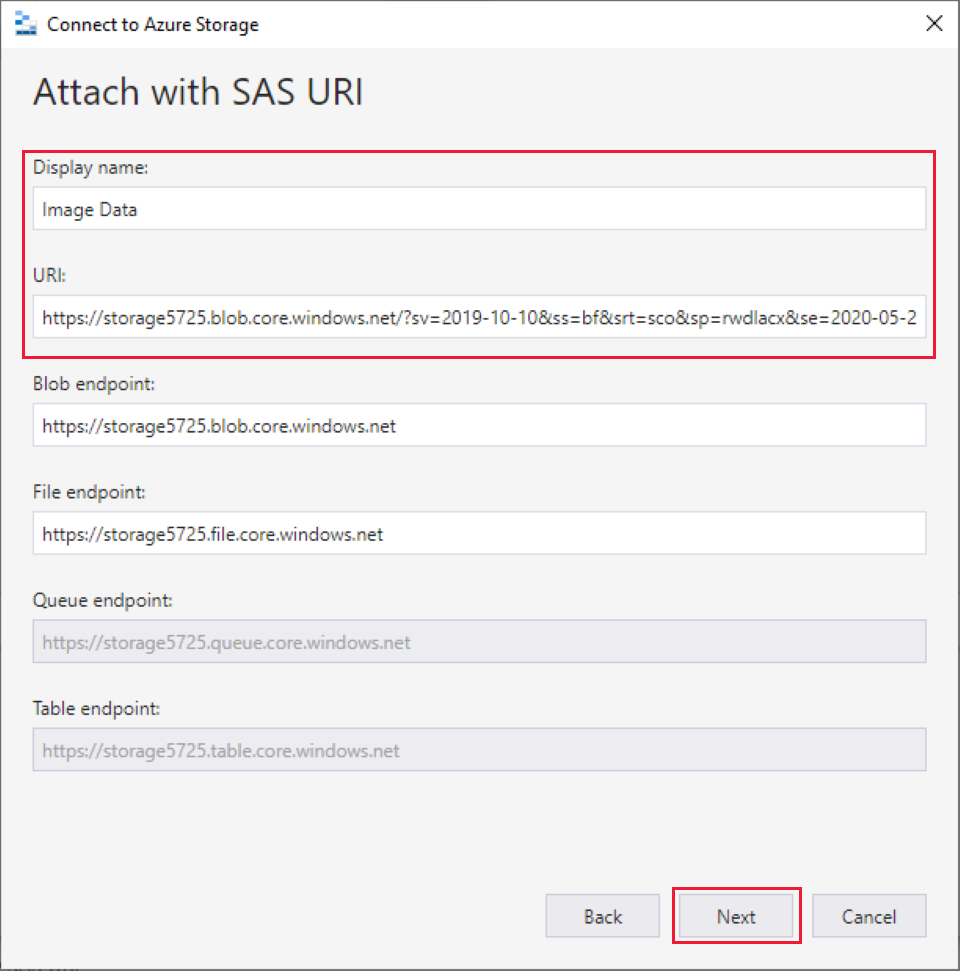 Connect to Azure Storage
Attach with SAS URI
Display name:
Image Data
URI:
https://storage5725.blob.core.windows.net/?sv=2019-10-10&ss=bf&srt=sco&sp=rwdlacx&se=2020-05-2
Blob endpoint:
https://storage5725.blob.core.windows.net
File endpoint:
https://storage5725.file.core.windows.net
Queue endpoint:
https://storage5725.queue.core.windows.net
Table endpoint:
https://storage5725.table.core.windows.net
Back Next Cancel